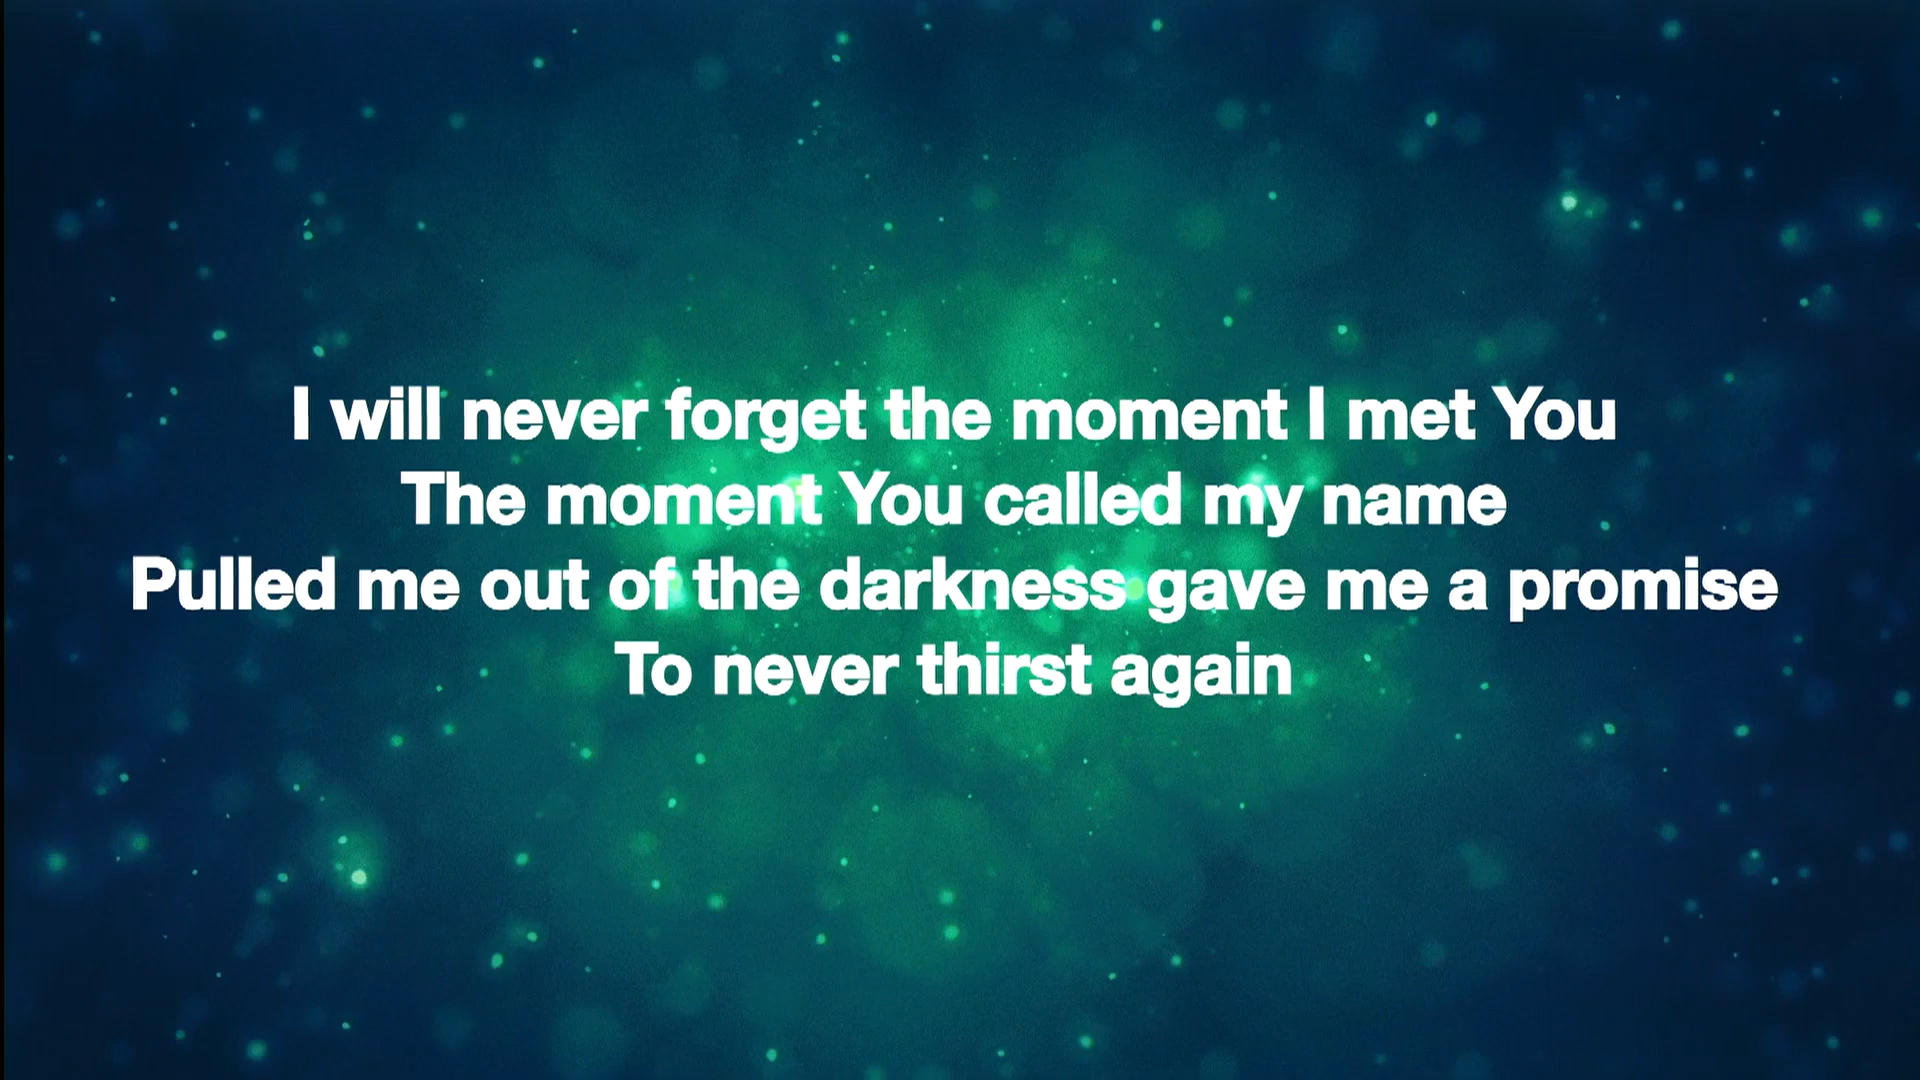 I will never forget the moment I met You
The moment You called my name
Pulled me out of the darkness gave me a promise
To never thirst again